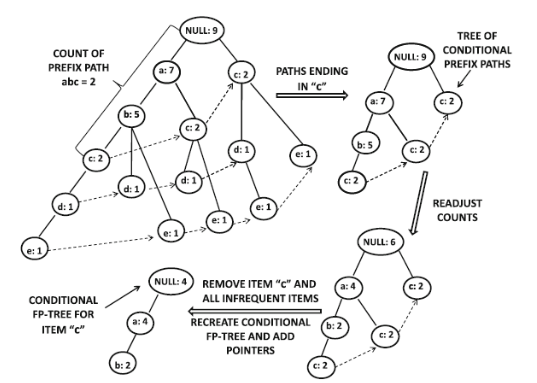 NULL: 9
COUNT OF
PREFIX PATH
abc = 2
a: 7
c: 2
b: 5
c: 2
c: 2
d: 1
d: 1
d: 1
e: 1
d: 1
e: 1
e: 1
e: 1
e: 1
PATHS ENDING
IN "c"
TREE OF
CONDITIONAL
PREFIX PATHS
NULL: 9
a: 7
c: 2
b: 5
c: 2
c: 2
READJUST
COUNTS
NULL: 6
a: 4
c: 2
b: 2
c: 2
c: 2
REMOVE ITEM "c" AND
ALL INFREQUENT ITEMS
RECREATE CONDITIONAL
FP-TREE AND ADD
POINTERS
CONDITIONAL
FP-TREE FOR
ITEM "c"
NULL: 4
a: 4
b: 2